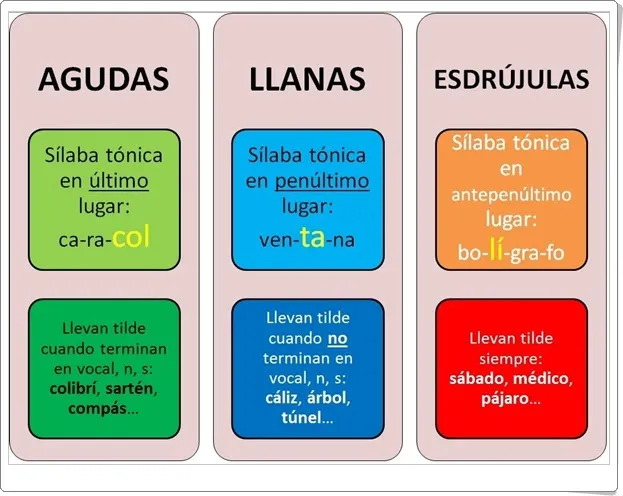 AGUDAS
Sílaba tónica
en último
lugar:
ca-ra-col
Llevan tilde
cuando terminan
en vocal, n, s:
colibrí, sartén,
compás...
LLANAS
Sílaba tónica
en penúltimo
lugar:
ven-ta-na
Llevan tilde
cuando no
terminan en
vocal, n, s:
cáliz, árbol,
túnel...
ESDRÚJULAS
Sílaba tónica
en
antepenúltimo
lugar:
bo-lí-gra-fo
Llevan tilde
siempre:
sábado, médico,
pájaro...